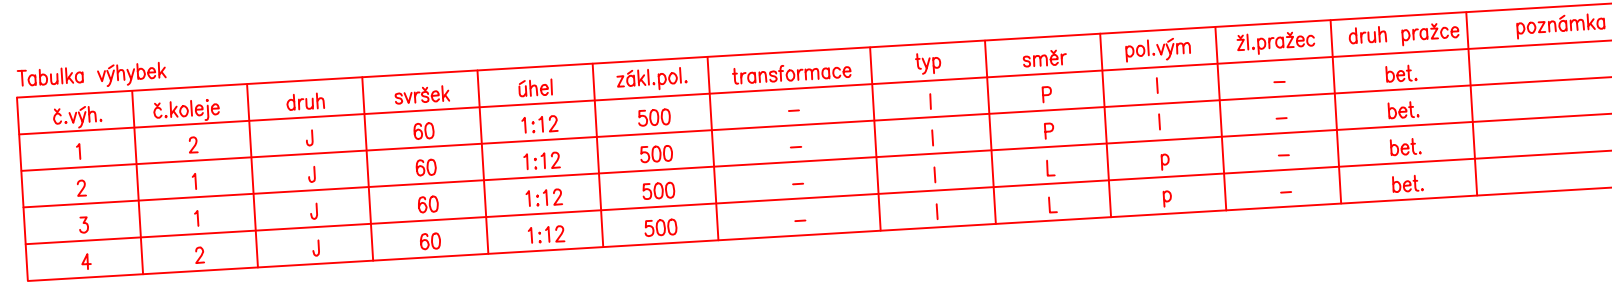 Tabulka výhybek
č.výh. č.koleje druh svršek úhel zákl.pol. transformace typ směr pol.vým žl.pražec druh pražce poznámka
1 2 J 60 1:12 500 – I P l – bet.
2 1 J 60 1:12 500 – I P l – bet.
3 1 J 60 1:12 500 – I L p – bet.
4 2 J 60 1:12 500 – I L p – bet.